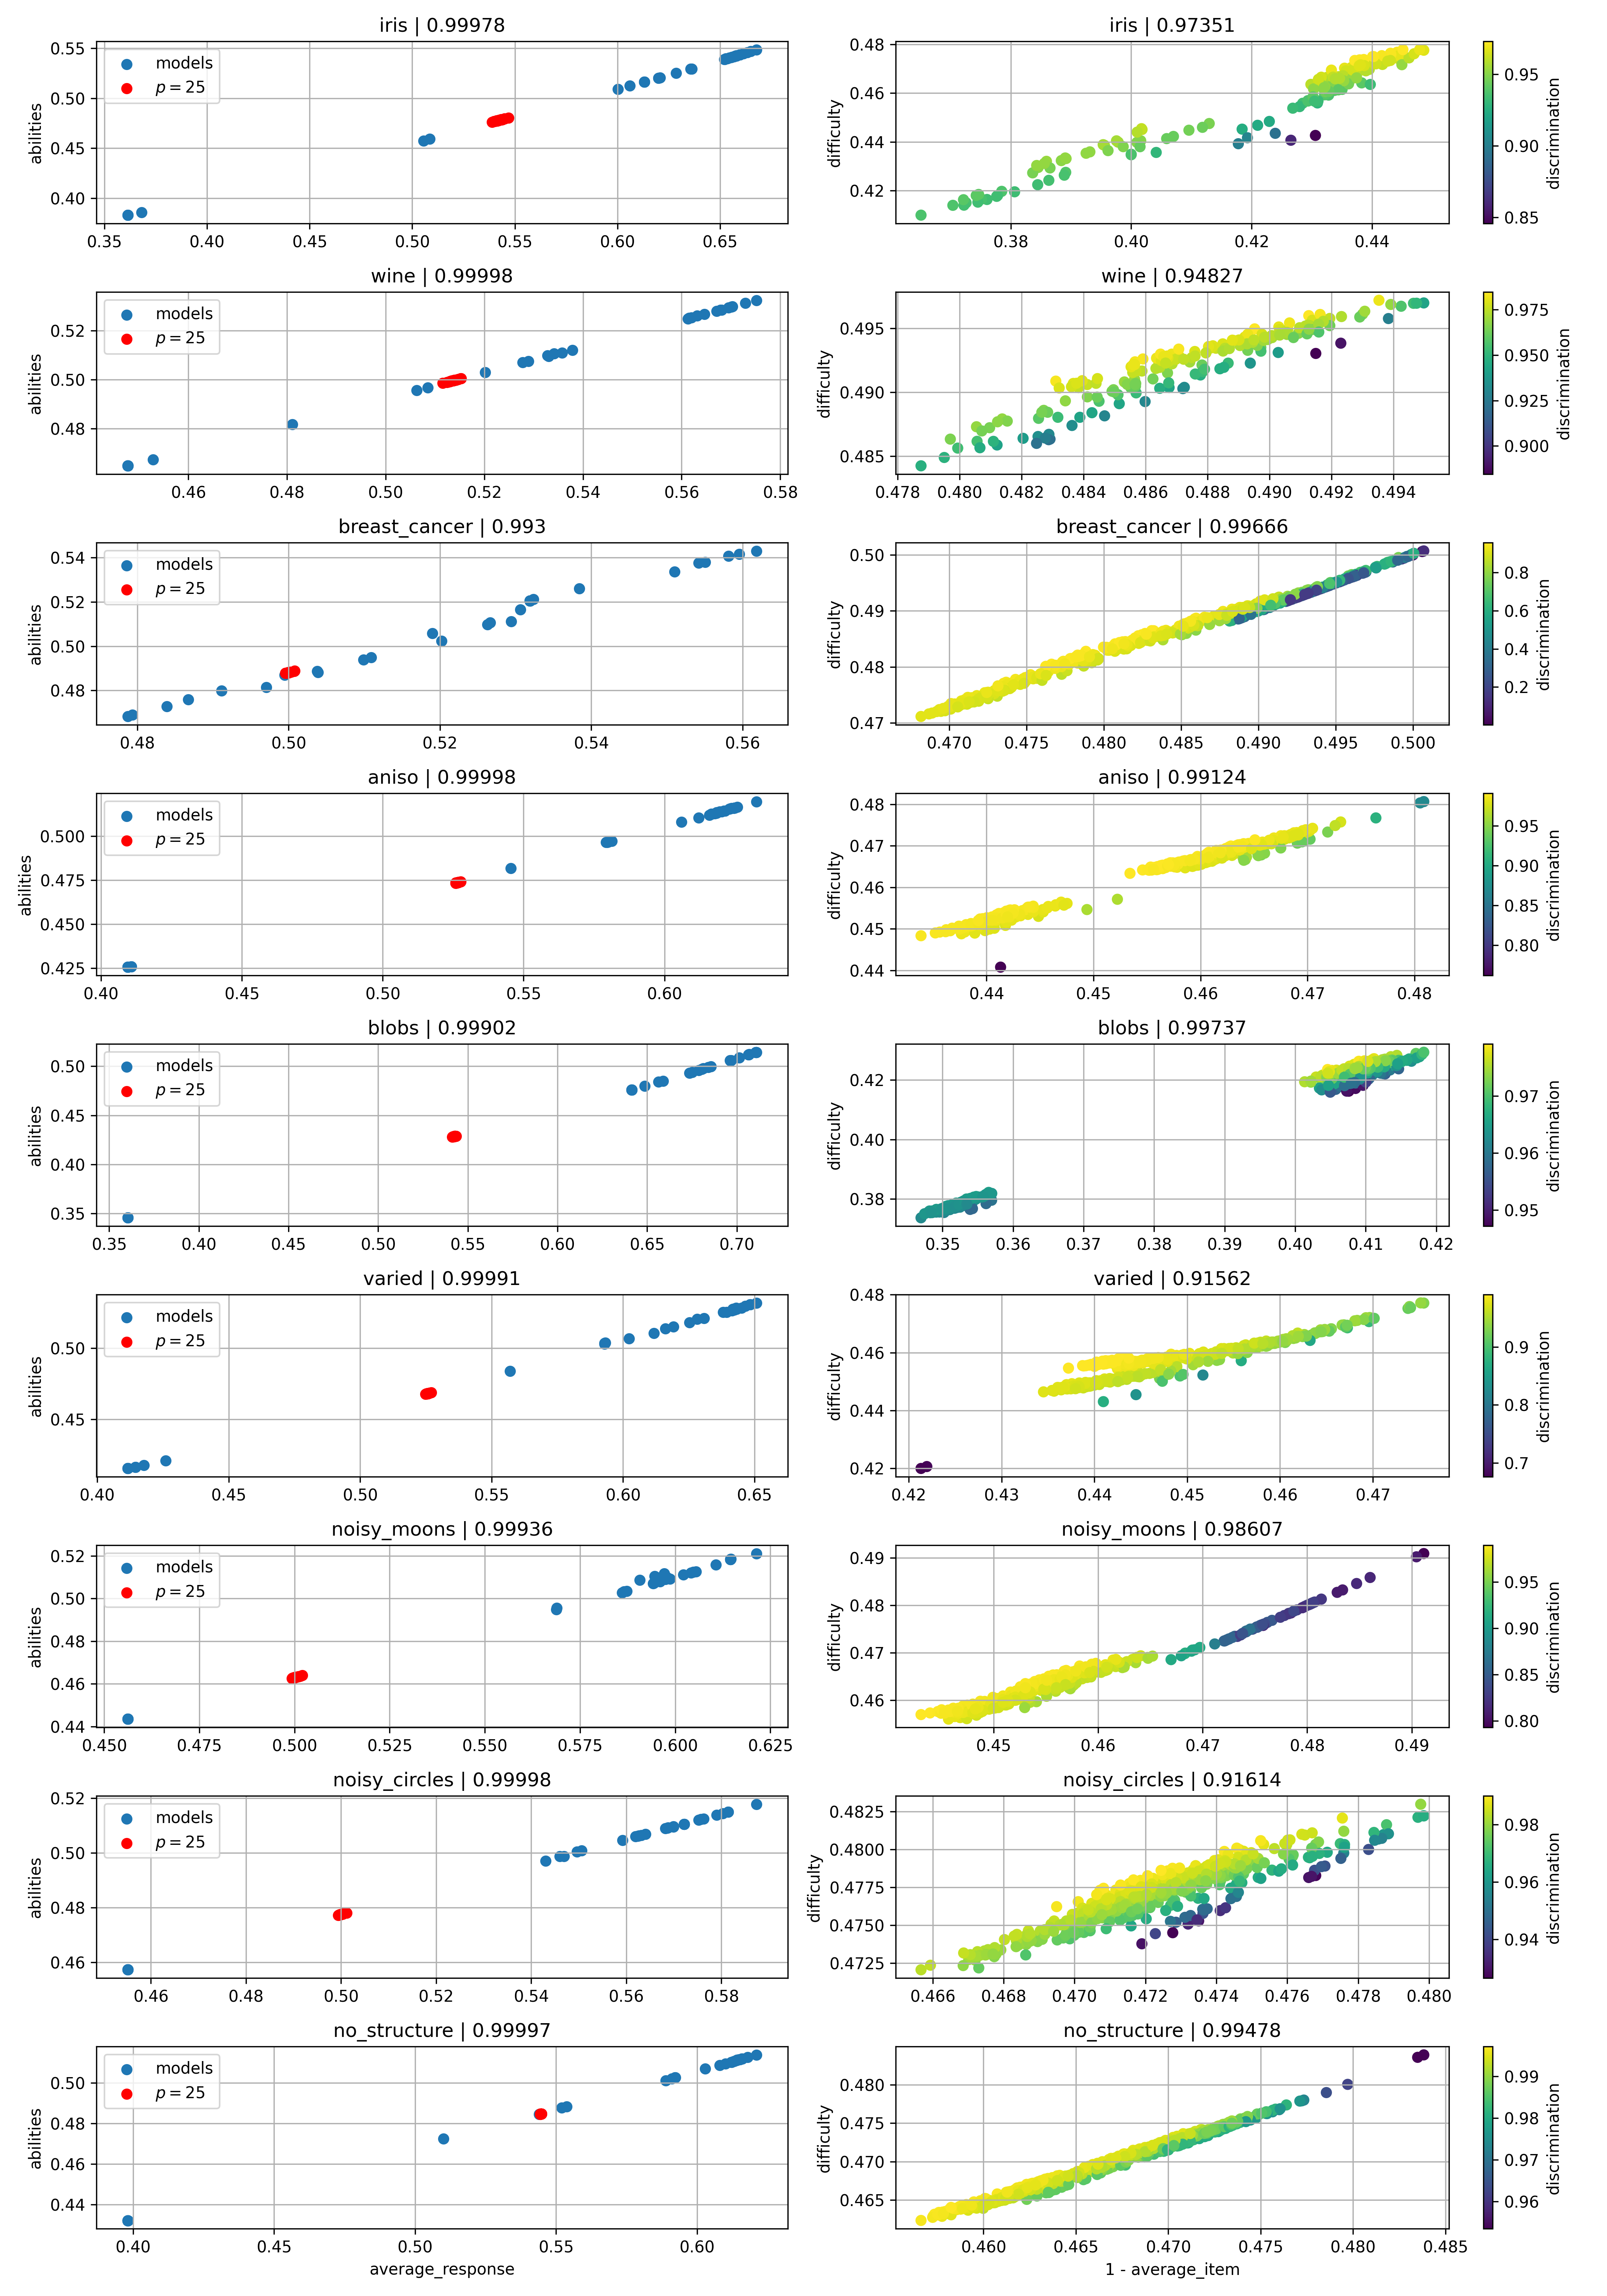 iris | 0.99978
abilities
0.55
0.50
0.45
0.40
models
p = 25
0.35 0.40 0.45 0.50 0.55 0.60 0.65
iris | 0.97351
difficulty
0.48
0.46
0.44
0.42
0.38 0.40 0.42 0.44
0.95
0.90
0.85
discrimination
wine | 0.99998
abilities
0.52
0.50
0.48
models
p = 25
0.46 0.48 0.50 0.52 0.54 0.56 0.58
wine | 0.94827
difficulty
0.495
0.490
0.485
0.478 0.480 0.482 0.484 0.486 0.488 0.490 0.492 0.494
0.975
0.950
0.925
0.900
discrimination
breast_cancer | 0.993
abilities
0.54
0.52
0.50
0.48
models
p = 25
0.48 0.50 0.52 0.54 0.56
breast_cancer | 0.99666
difficulty
0.50
0.49
0.48
0.47
0.470 0.475 0.480 0.485 0.490 0.495 0.500
0.8
0.6
0.4
0.2
discrimination
aniso | 0.99998
abilities
0.500
0.475
0.450
0.425
models
p = 25
0.40 0.45 0.50 0.55 0.60
aniso | 0.99124
difficulty
0.48
0.47
0.46
0.45
0.44
0.44 0.45 0.46 0.47 0.48
0.95
0.90
0.85
0.80
discrimination
blobs | 0.99902
abilities
0.50
0.45
0.40
0.35
models
p = 25
0.35 0.40 0.45 0.50 0.55 0.60 0.65 0.70
blobs | 0.99737
difficulty
0.42
0.40
0.38
0.35 0.36 0.37 0.38 0.39 0.40 0.41 0.42
0.97
0.96
0.95
discrimination
varied | 0.99991
abilities
0.50
0.45
models
p = 25
0.40 0.45 0.50 0.55 0.60 0.65
varied | 0.91562
difficulty
0.48
0.46
0.44
0.42
0.42 0.43 0.44 0.45 0.46 0.47
0.9
0.8
0.7
discrimination
noisy_moons | 0.99936
abilities
0.52
0.50
0.48
0.46
0.44
models
p = 25
0.450 0.475 0.500 0.525 0.550 0.575 0.600 0.625
noisy_moons | 0.98607
difficulty
0.49
0.48
0.47
0.46
0.45 0.46 0.47 0.48 0.49
0.95
0.90
0.85
0.80
discrimination
noisy_circles | 0.99998
abilities
0.52
0.50
0.48
0.46
models
p = 25
0.46 0.48 0.50 0.52 0.54 0.56 0.58
noisy_circles | 0.91614
difficulty
0.4825
0.4800
0.4775
0.4750
0.4725
0.466 0.468 0.470 0.472 0.474 0.476 0.478 0.480
0.98
0.96
0.94
discrimination
no_structure | 0.99997
abilities
0.50
0.48
0.46
0.44
models
p = 25
0.40 0.45 0.50 0.55 0.60
average_response
no_structure | 0.99478
difficulty
0.480
0.475
0.470
0.465
0.460 0.465 0.470 0.475 0.480 0.485
1 - average_item
0.99
0.98
0.97
0.96
discrimination